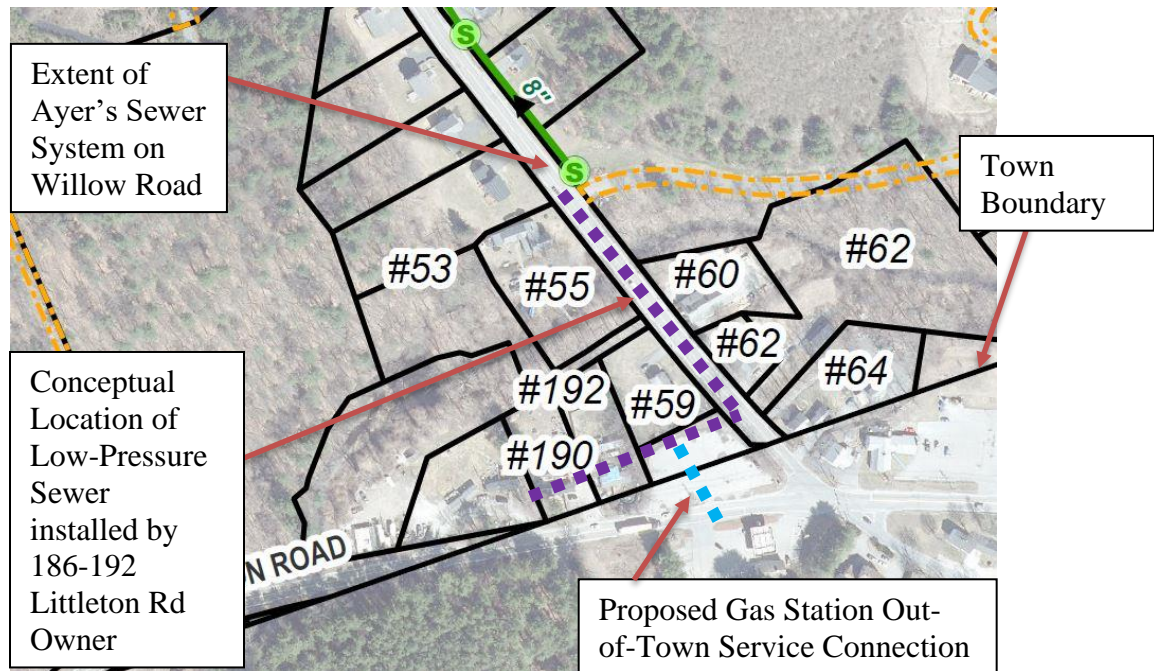 Extent of
Ayer’s Sewer
System on
Willow Road
S
8"
S
Town
Boundary
#53
#55
#60
#62
#62
#64
#192
#59
#190
Conceptual
Location of
Low-Pressure
Sewer
installed by
186-192
Littleton Rd
Owner
N ROAD
Proposed Gas Station Out-
of-Town Service Connection